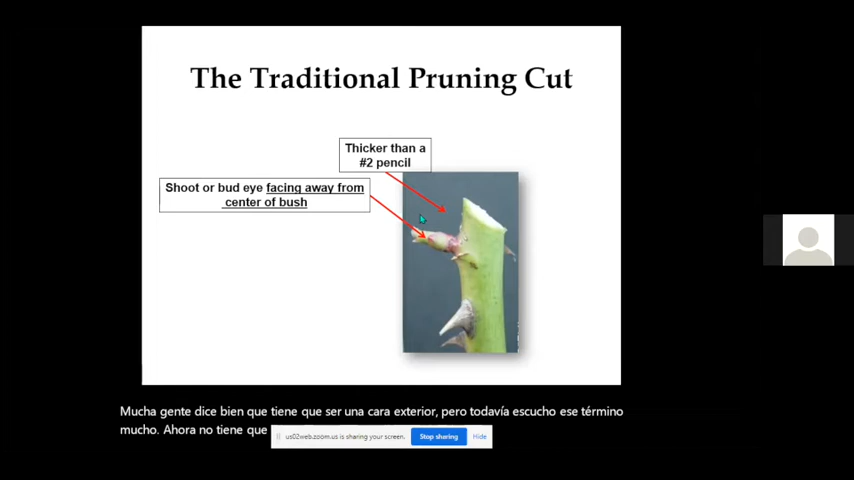 The Traditional Pruning Cut
Thicker than a
#2 pencil
Shoot or bud eye facing away from
center of bush
Mucha gente dice bien que tiene que ser una cara exterior, pero todavía escucho ese término
mucho. Ahora no tiene que
us02web.zoom.us is sharing your screen.
Stop sharing
Hide